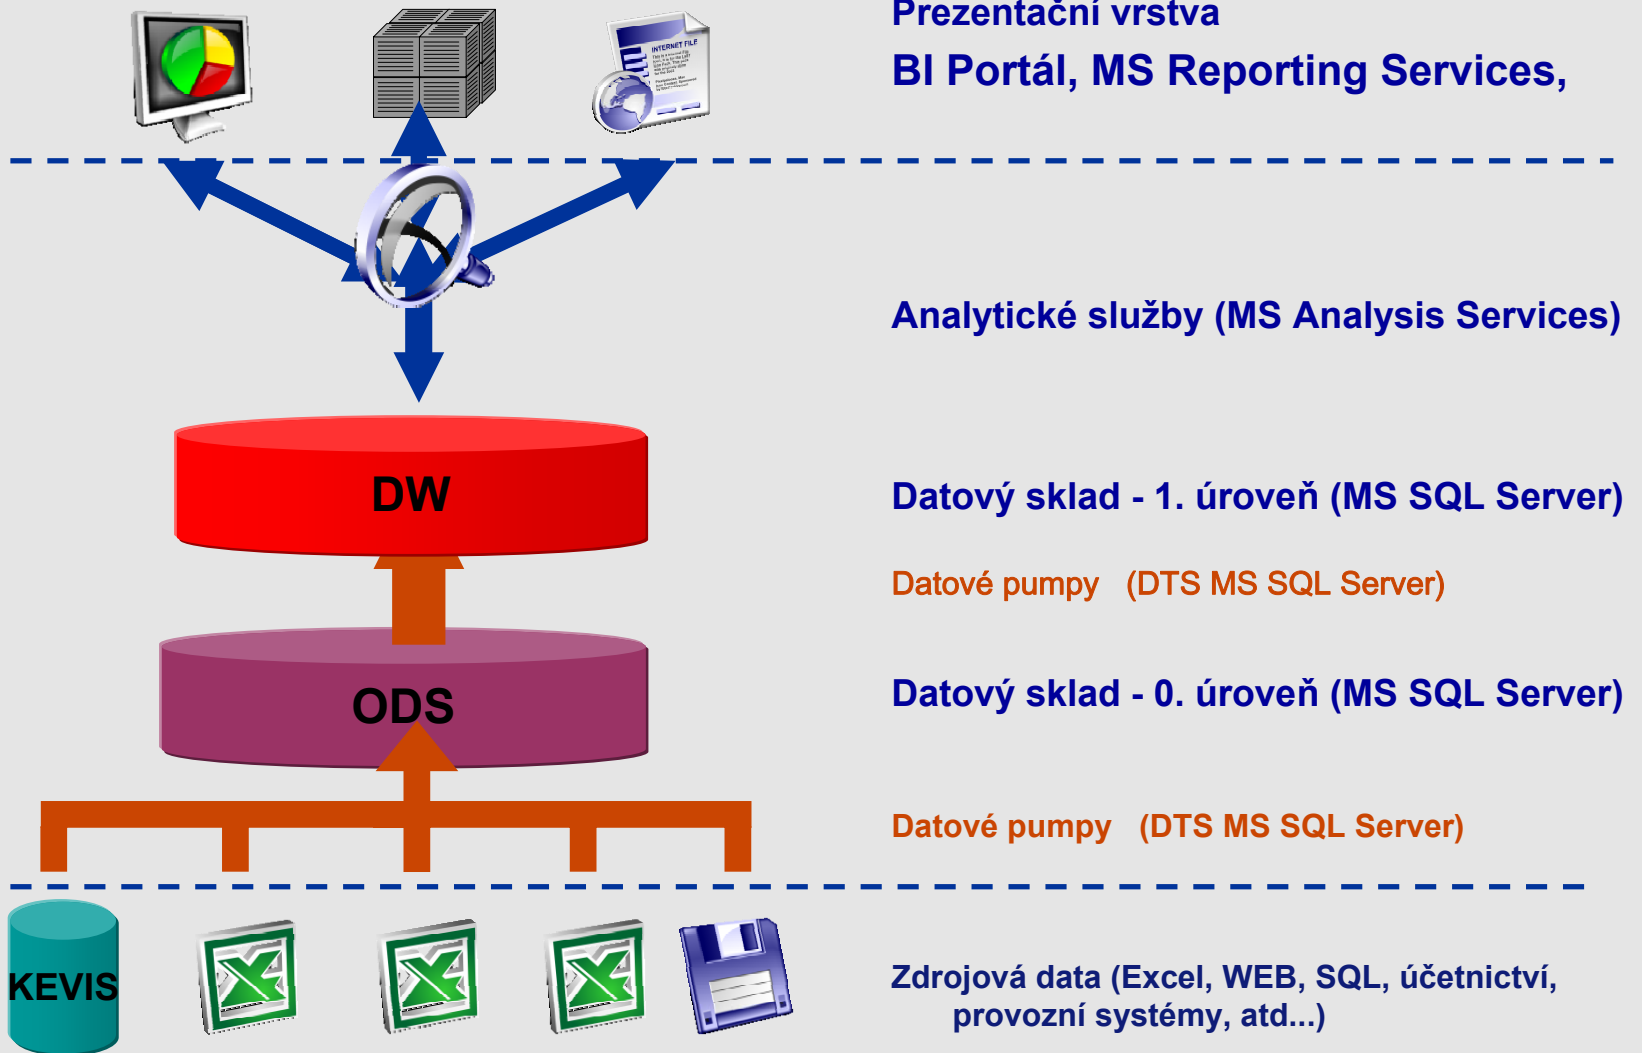 Prezentační vrstva
BI Portál, MS Reporting Services,
INTERNET FILE
Analytické služby (MS Analysis Services)
DW
Datový sklad - 1. úroveň (MS SQL Server)
Datové pumpy (DTS MS SQL Server)
ODS
Datový sklad - 0. úroveň (MS SQL Server)
Datové pumpy (DTS MS SQL Server)
KEVIS
Zdrojová data (Excel, WEB, SQL, účetnictví,
provozní systémy, atd...)